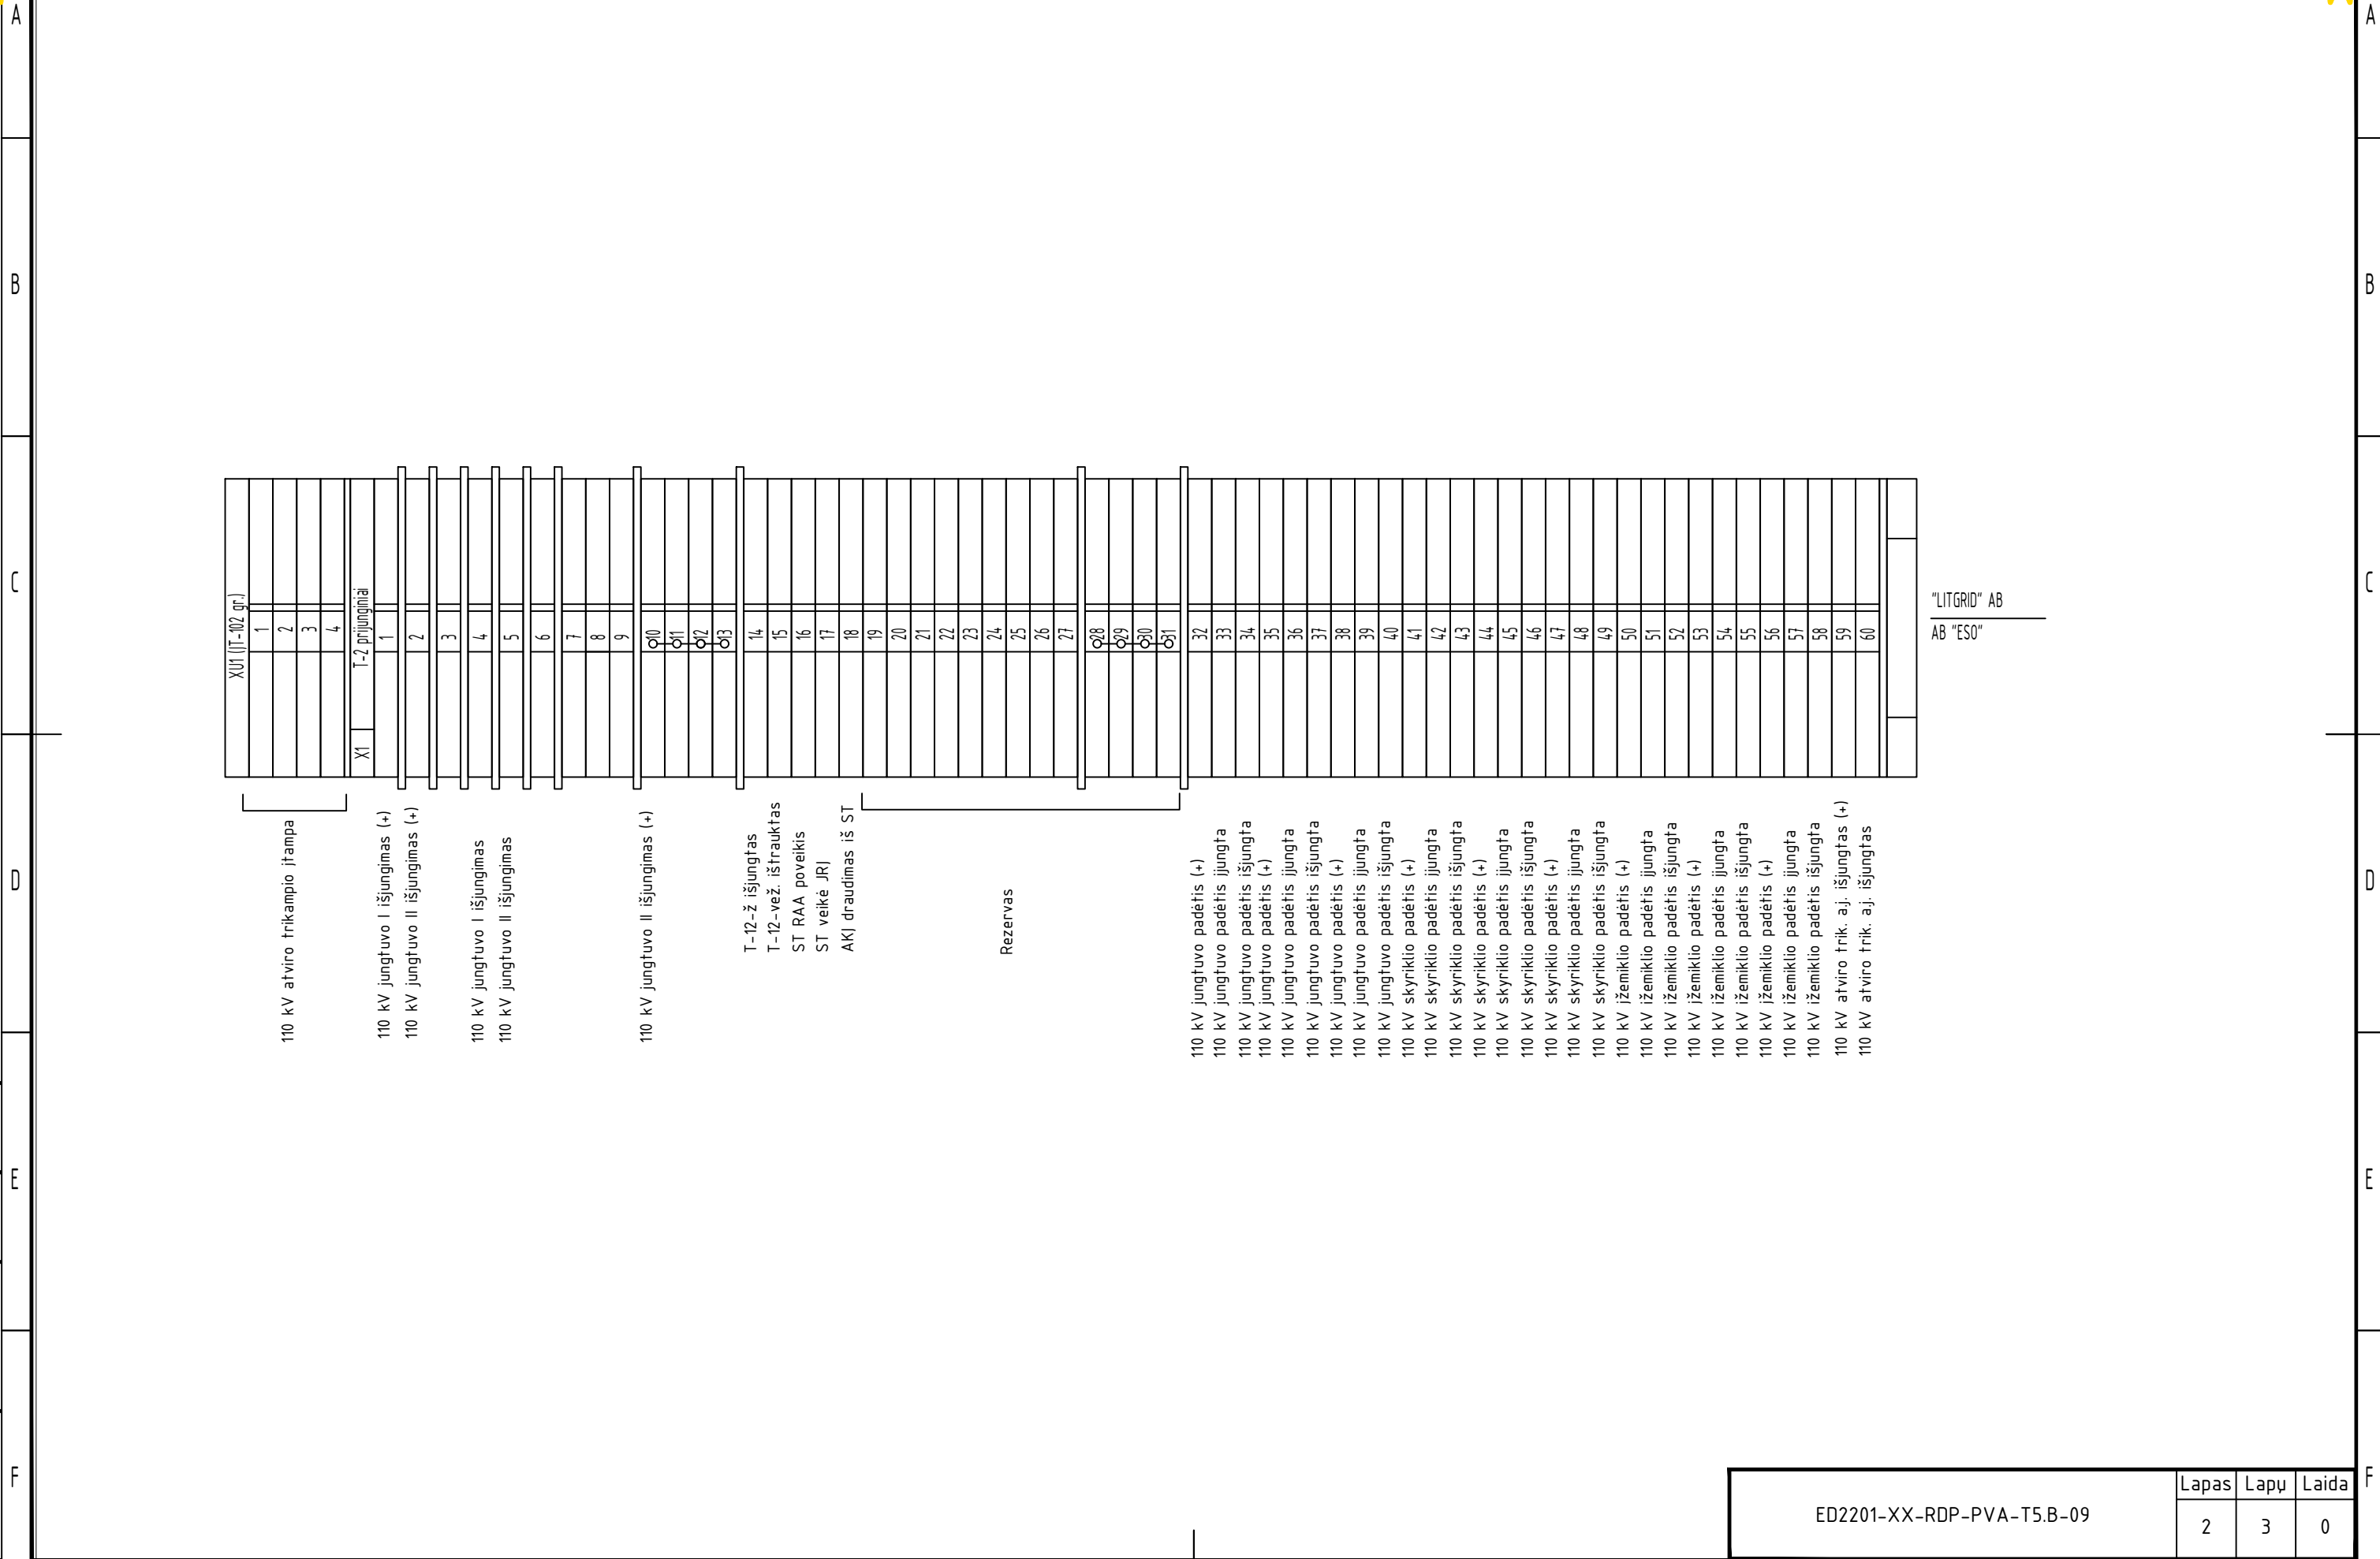 A
A
B
B
C
C
D
D
E
E
F
F
XU1 (ĮT-102 gr.)
1
2
3
4
T-2 prijunginiai
X1
1
2
3
4
5
6
7
8
9
10
11
12
13
14
15
16
17
18
19
20
21
22
23
24
25
26
27
28
29
30
31
32
33
34
35
36
37
38
39
40
41
42
43
44
45
46
47
48
49
50
51
52
53
54
55
56
57
58
59
60
"LITGRID" AB
AB "ESO"
110 kV atviro trikampio įtampa
110 kV jungtuvo I išjungimas (+)
110 kV jungtuvo II išjungimas (+)
110 kV jungtuvo I išjungimas
110 kV jungtuvo II išjungimas
110 kV jungtuvo II išjungimas (+)
T-12-Ž išjungtas
T-12-vež. ištrauktas
ST RAA poveikis
ST veikė JRĮ
AKĮ draudimas iš ST
Rezervas
110 kV jungtuvo padėtis (+)
110 kV jungtuvo padėtis įjungta
110 kV jungtuvo padėtis išjungta
110 kV jungtuvo padėtis (+)
110 kV jungtuvo padėtis įjungta
110 kV jungtuvo padėtis išjungta
110 kV jungtuvo padėtis (+)
110 kV jungtuvo padėtis įjungta
110 kV jungtuvo padėtis išjungta
110 kV skyriklio padėtis (+)
110 kV skyriklio padėtis įjungta
110 kV skyriklio padėtis išjungta
110 kV skyriklio padėtis (+)
110 kV skyriklio padėtis įjungta
110 kV skyriklio padėtis išjungta
110 kV skyriklio padėtis (+)
110 kV skyriklio padėtis įjungta
110 kV skyriklio padėtis išjungta
110 kV įžemiklio padėtis (+)
110 kV ižemiklio padėtis įjungta
110 kV ižemiklio padėtis išjungta
110 kV įžemiklio padėtis (+)
110 kV ižemiklio padėtis įjungta
110 kV ižemiklio padėtis išjungta
110 kV įžemiklio padėtis (+)
110 kV ižemiklio padėtis įjungta
110 kV ižemiklio padėtis išjungta
110 kV atviro trik. a.j. išjungtas (+)
110 kV atviro trik. a.j. išjungtas
ED2201-XX-RDP-PVA-T5.B-09
Lapas Lapų Laida
2 3 0